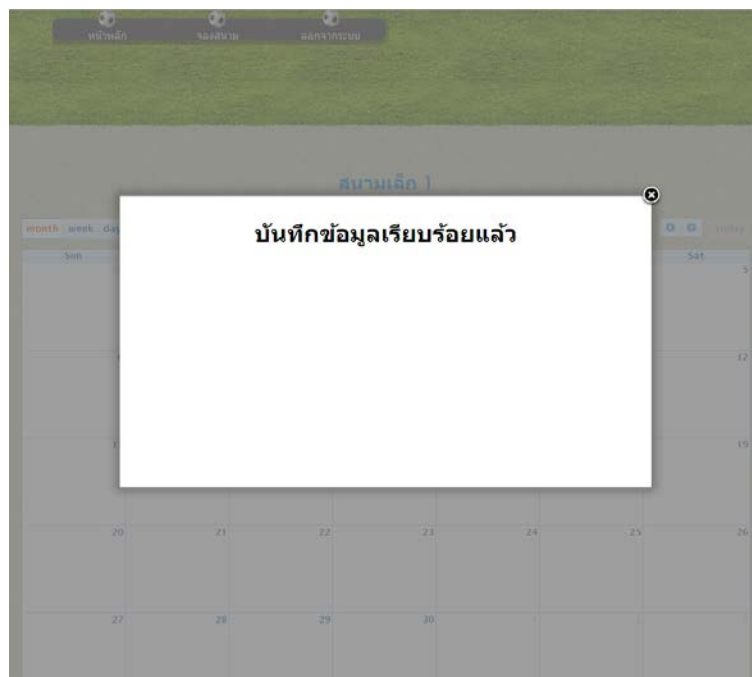 หน้าหลัก จองสนาม ออกจากระบบ
สนามเล็ก 1
month week day today
บันทึกข้อมูลเรียบร้อยแล้ว
Sun Sat
5
12
19
20 21 22 23 24 25 26
27 28 29 30